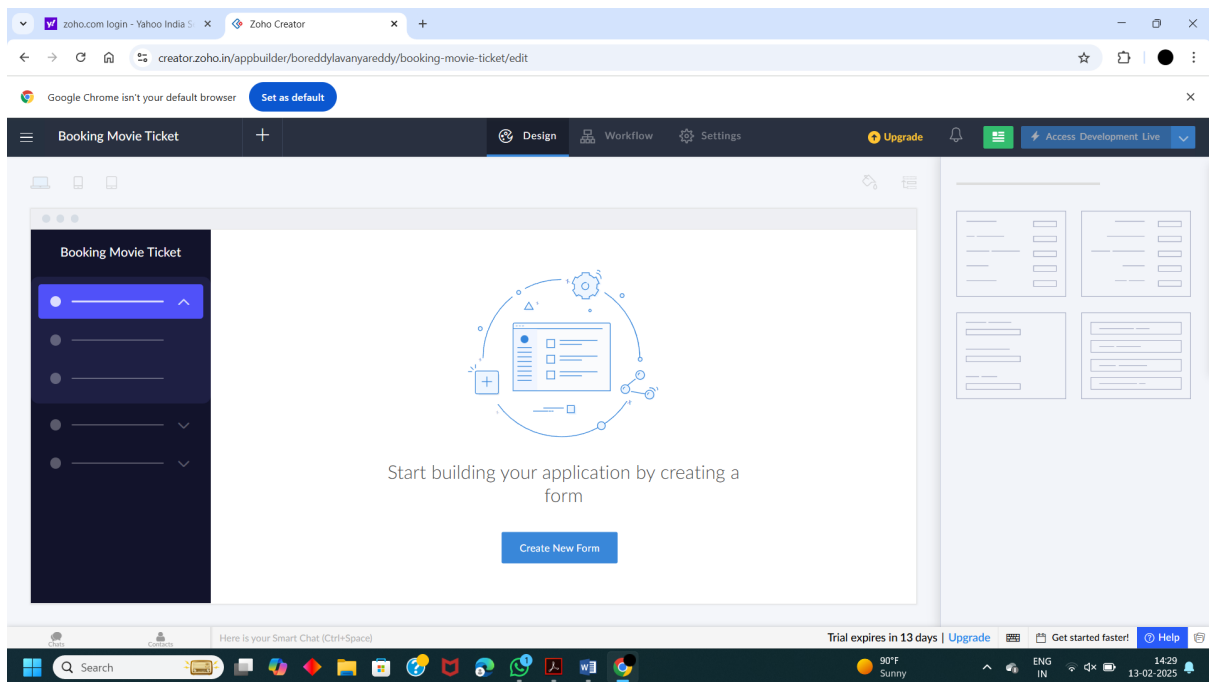 zoho.com login - Yahoo India S
Zoho Creator
creator.zoho.in/appbuilder/boreddylavanyareddy/booking-movie-ticket/edit
Google Chrome isn't your default browser
Set as default
Booking Movie Ticket
Design
Workflow
Settings
Upgrade
Access Development Live
Booking Movie Ticket
Start building your application by creating a
form
Create New Form
Chats
Contacts
Here is your Smart Chat (Ctrl+Space)
Trial expires in 13 days | Upgrade
Get started faster!
Help
Search
90°F
Sunny
ENG
IN
14:29
13-02-2025